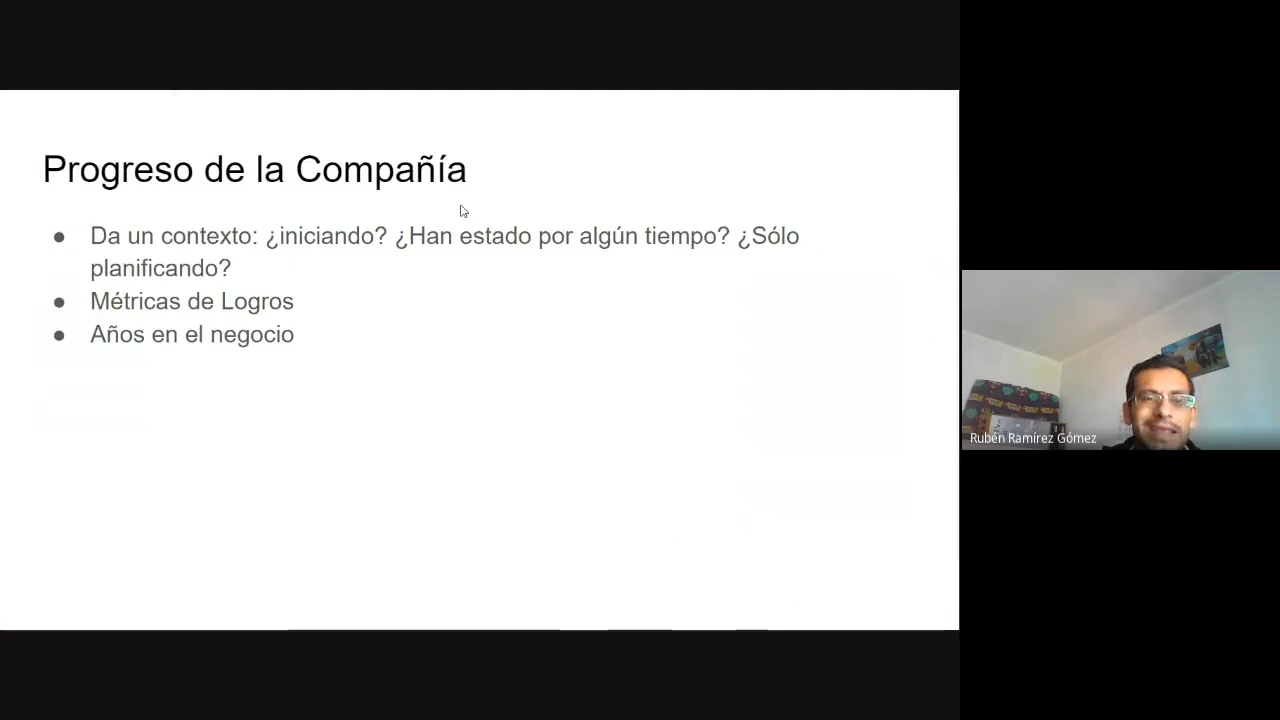 Progreso de la Compañía
● Da un contexto: ¿iniciando? ¿Han estado por algún tiempo? ¿Sólo
planificando?
● Métricas de Logros
● Años en el negocio
Rubén Ramírez Gómez